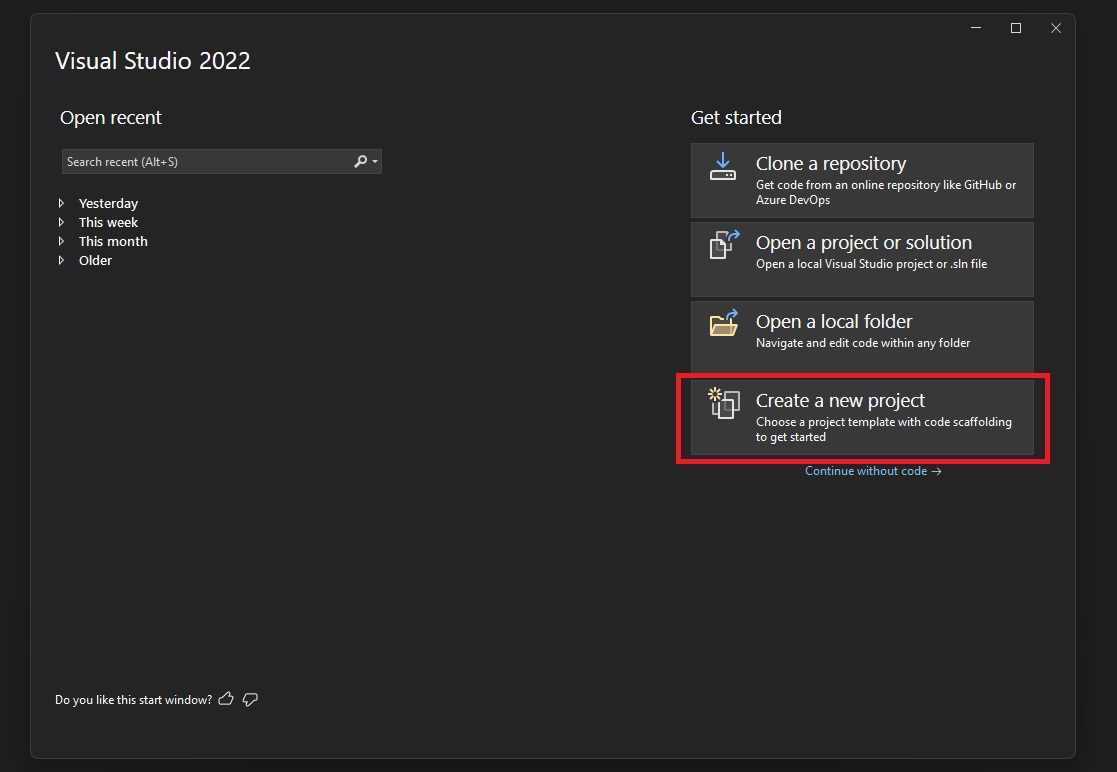 Visual Studio 2022
Open recent
Search recent (Alt+S)
Yesterday
This week
This month
Older
Get started
Clone a repository
Get code from an online repository like GitHub or
Azure DevOps
Open a project or solution
Open a local Visual Studio project or .sln file
Open a local folder
Navigate and edit code within any folder
Create a new project
Choose a project template with code scaffolding
to get started
Continue without code →
Do you like this start window?